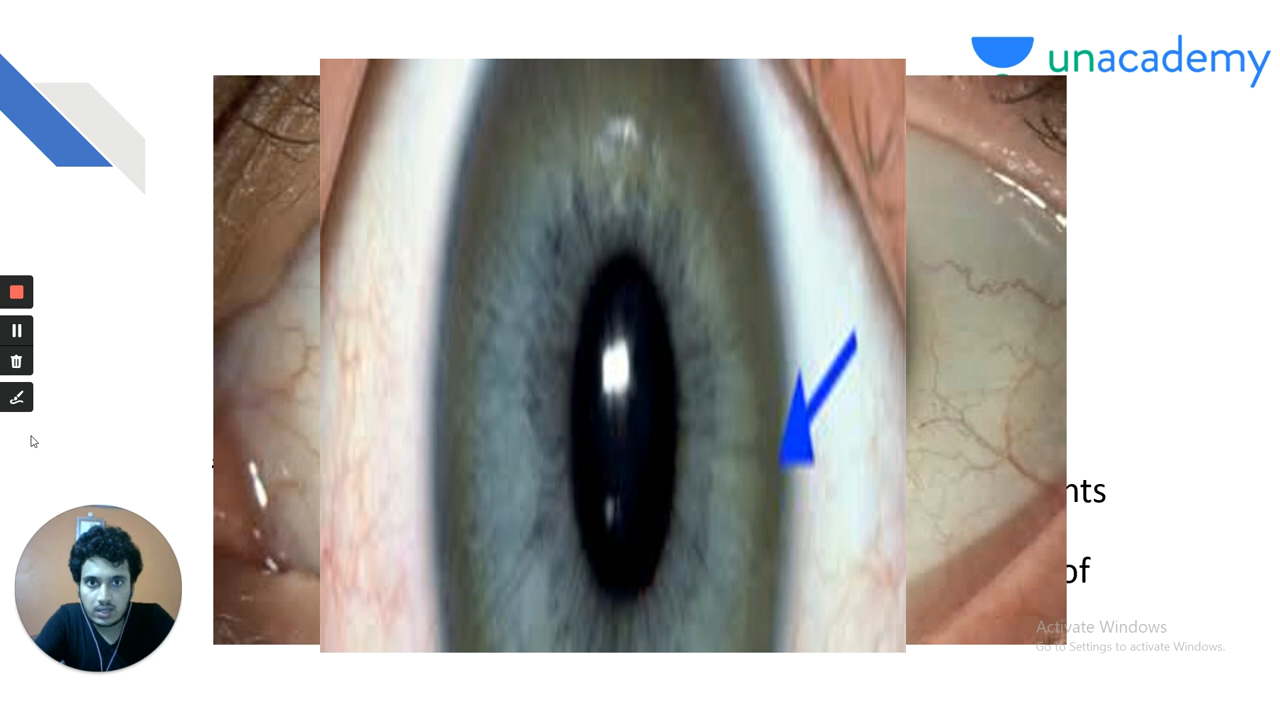 unacademy
nts
of
Activate Windows
Go to Settings to activate Windows.